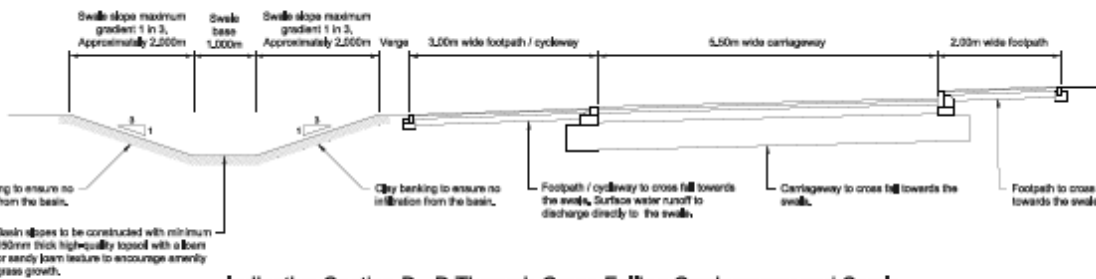 Swale slope maximum
gradient 1 in 3,
Approximately 2.000m
Swale
base
1.000m
Swale slope maximum
gradient 1 in 3,
Approximately 2.000m
Verge
3.00m wide footpath / cycleway
5.50m wide carriageway
2.00m wide footpath
3
1
3
1
ng to ensure no
from the basin.
Clay banking to ensure no
infiltration from the basin.
Footpath / cycleway to cross fall towards
the swale. Surface water runoff to
discharge directly to the swale.
Carriageway to cross fall towards the
swale.
Footpath to cross
towards the swale
Basin slopes to be constructed with minimum
150mm thick high-quality topsoil with a loam
or sandy loam texture to encourage amenity
grass growth.